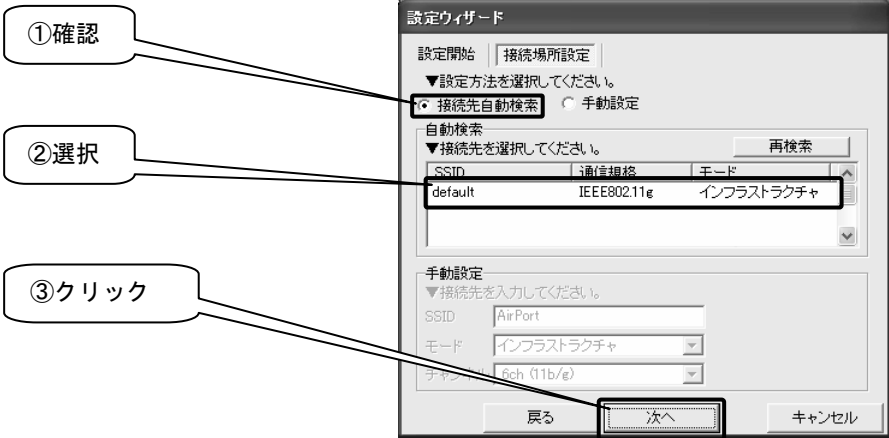 ①確認
②選択
③クリック
設定ウィザード
設定開始 接続場所設定
▼設定方法を選択してください。
接続先自動検索 手動設定
自動検索
▼接続先を選択してください。 再検索
SSID 通信規格 モード
default IEEE802.11g インフラストラクチャ
手動設定
▼接続先を入力してください。
SSID AirPort
モード インフラストラクチャ
チャンネル 6ch (11b/g)
戻る 次へ キャンセル